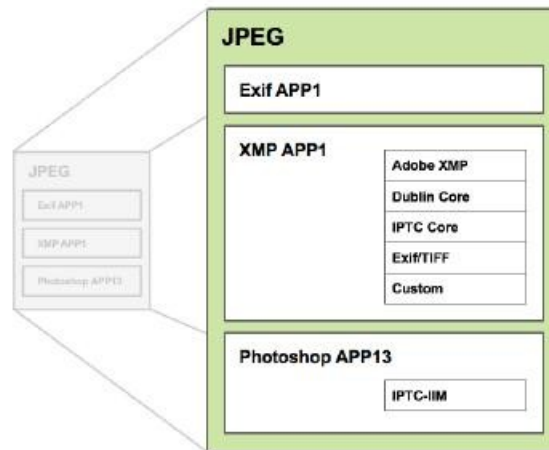 JPEG
Exif APP1
XMP APP1
Adobe XMP
Dublin Core
IPTC Core
Exif/TIFF
Custom
Photoshop APP13
IPTC-IIM
JPEG
Exif APP1
XMP APP1
Photoshop APP13